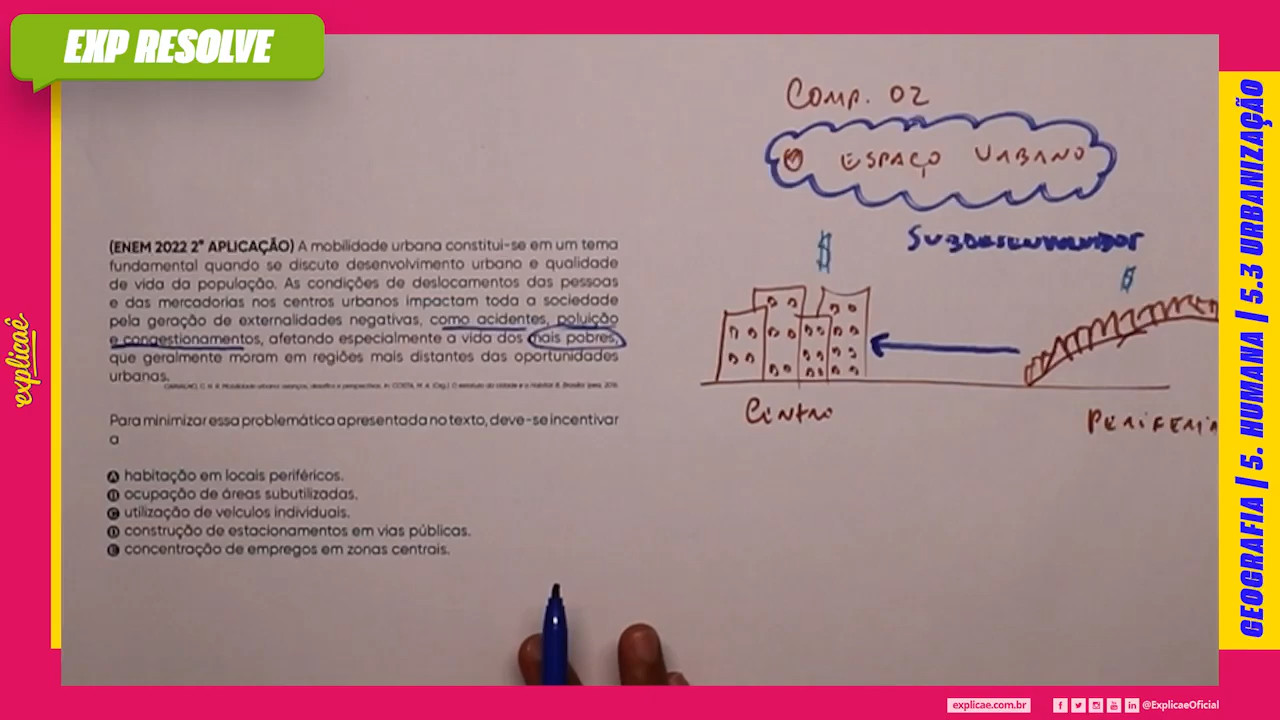 EXP RESOLVE
COMP. 02
ESPAÇO URBANO
SUBDESENVOLVIDOS
$
$
CENTRO
PERIFERIA
(ENEM 2022 2ª APLICAÇÃO) A mobilidade urbana constitui-se em um tema
fundamental quando se discute desenvolvimento urbano e qualidade
de vida da população. As condições de deslocamentos das pessoas
e das mercadorias nos centros urbanos impactam toda a sociedade
pela geração de externalidades negativas, como acidentes, poluição
e congestionamentos, afetando especialmente a vida dos mais pobres,
que geralmente moram em regiões mais distantes das oportunidades
urbanas.
Para minimizar essa problemática apresentada no texto, deve-se incentivar
a
A habitação em locais periféricos.
B ocupação de áreas subutilizadas.
C utilização de veículos individuais.
D construção de estacionamentos em vias públicas.
E concentração de empregos em zonas centrais.
explicaê
GEOGRAFIA | 5. HUMANA | 5.3 URBANIZAÇÃO
explicae.com.br
@ExplicaeOficial